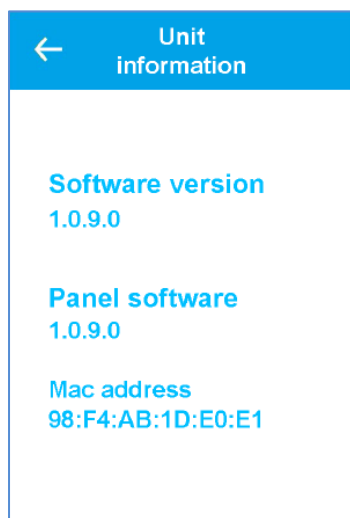 Unit
information
Software version
1.0.9.0
Panel software
1.0.9.0
Mac address
98:F4:AB:1D:E0:E1